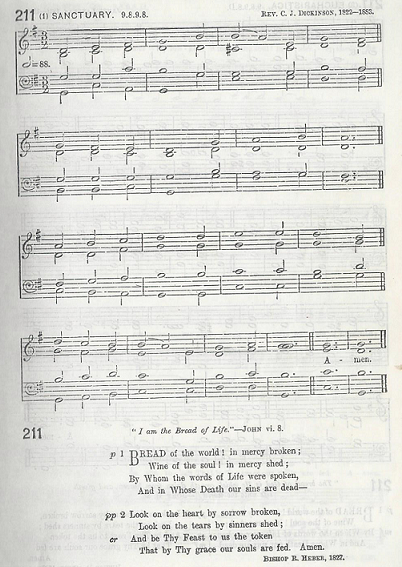 211 (1) SANCTUARY. 9.8.9.8. REV. C. J. DICKINSON, 1822—1883.
=88.
A - men.
211
"I am the Bread of Life."—JOHN vi. 8.
p 1 BREAD of the world! in mercy broken;
Wine of the soul! in mercy shed;
By Whom the words of Life were spoken,
And in Whose Death our sins are dead—
pp 2 Look on the heart by sorrow broken,
Look on the tears by sinners shed;
cr And be Thy Feast to us the token
That by Thy grace our souls are fed. Amen.
BISHOP R. HEBER, 1827.